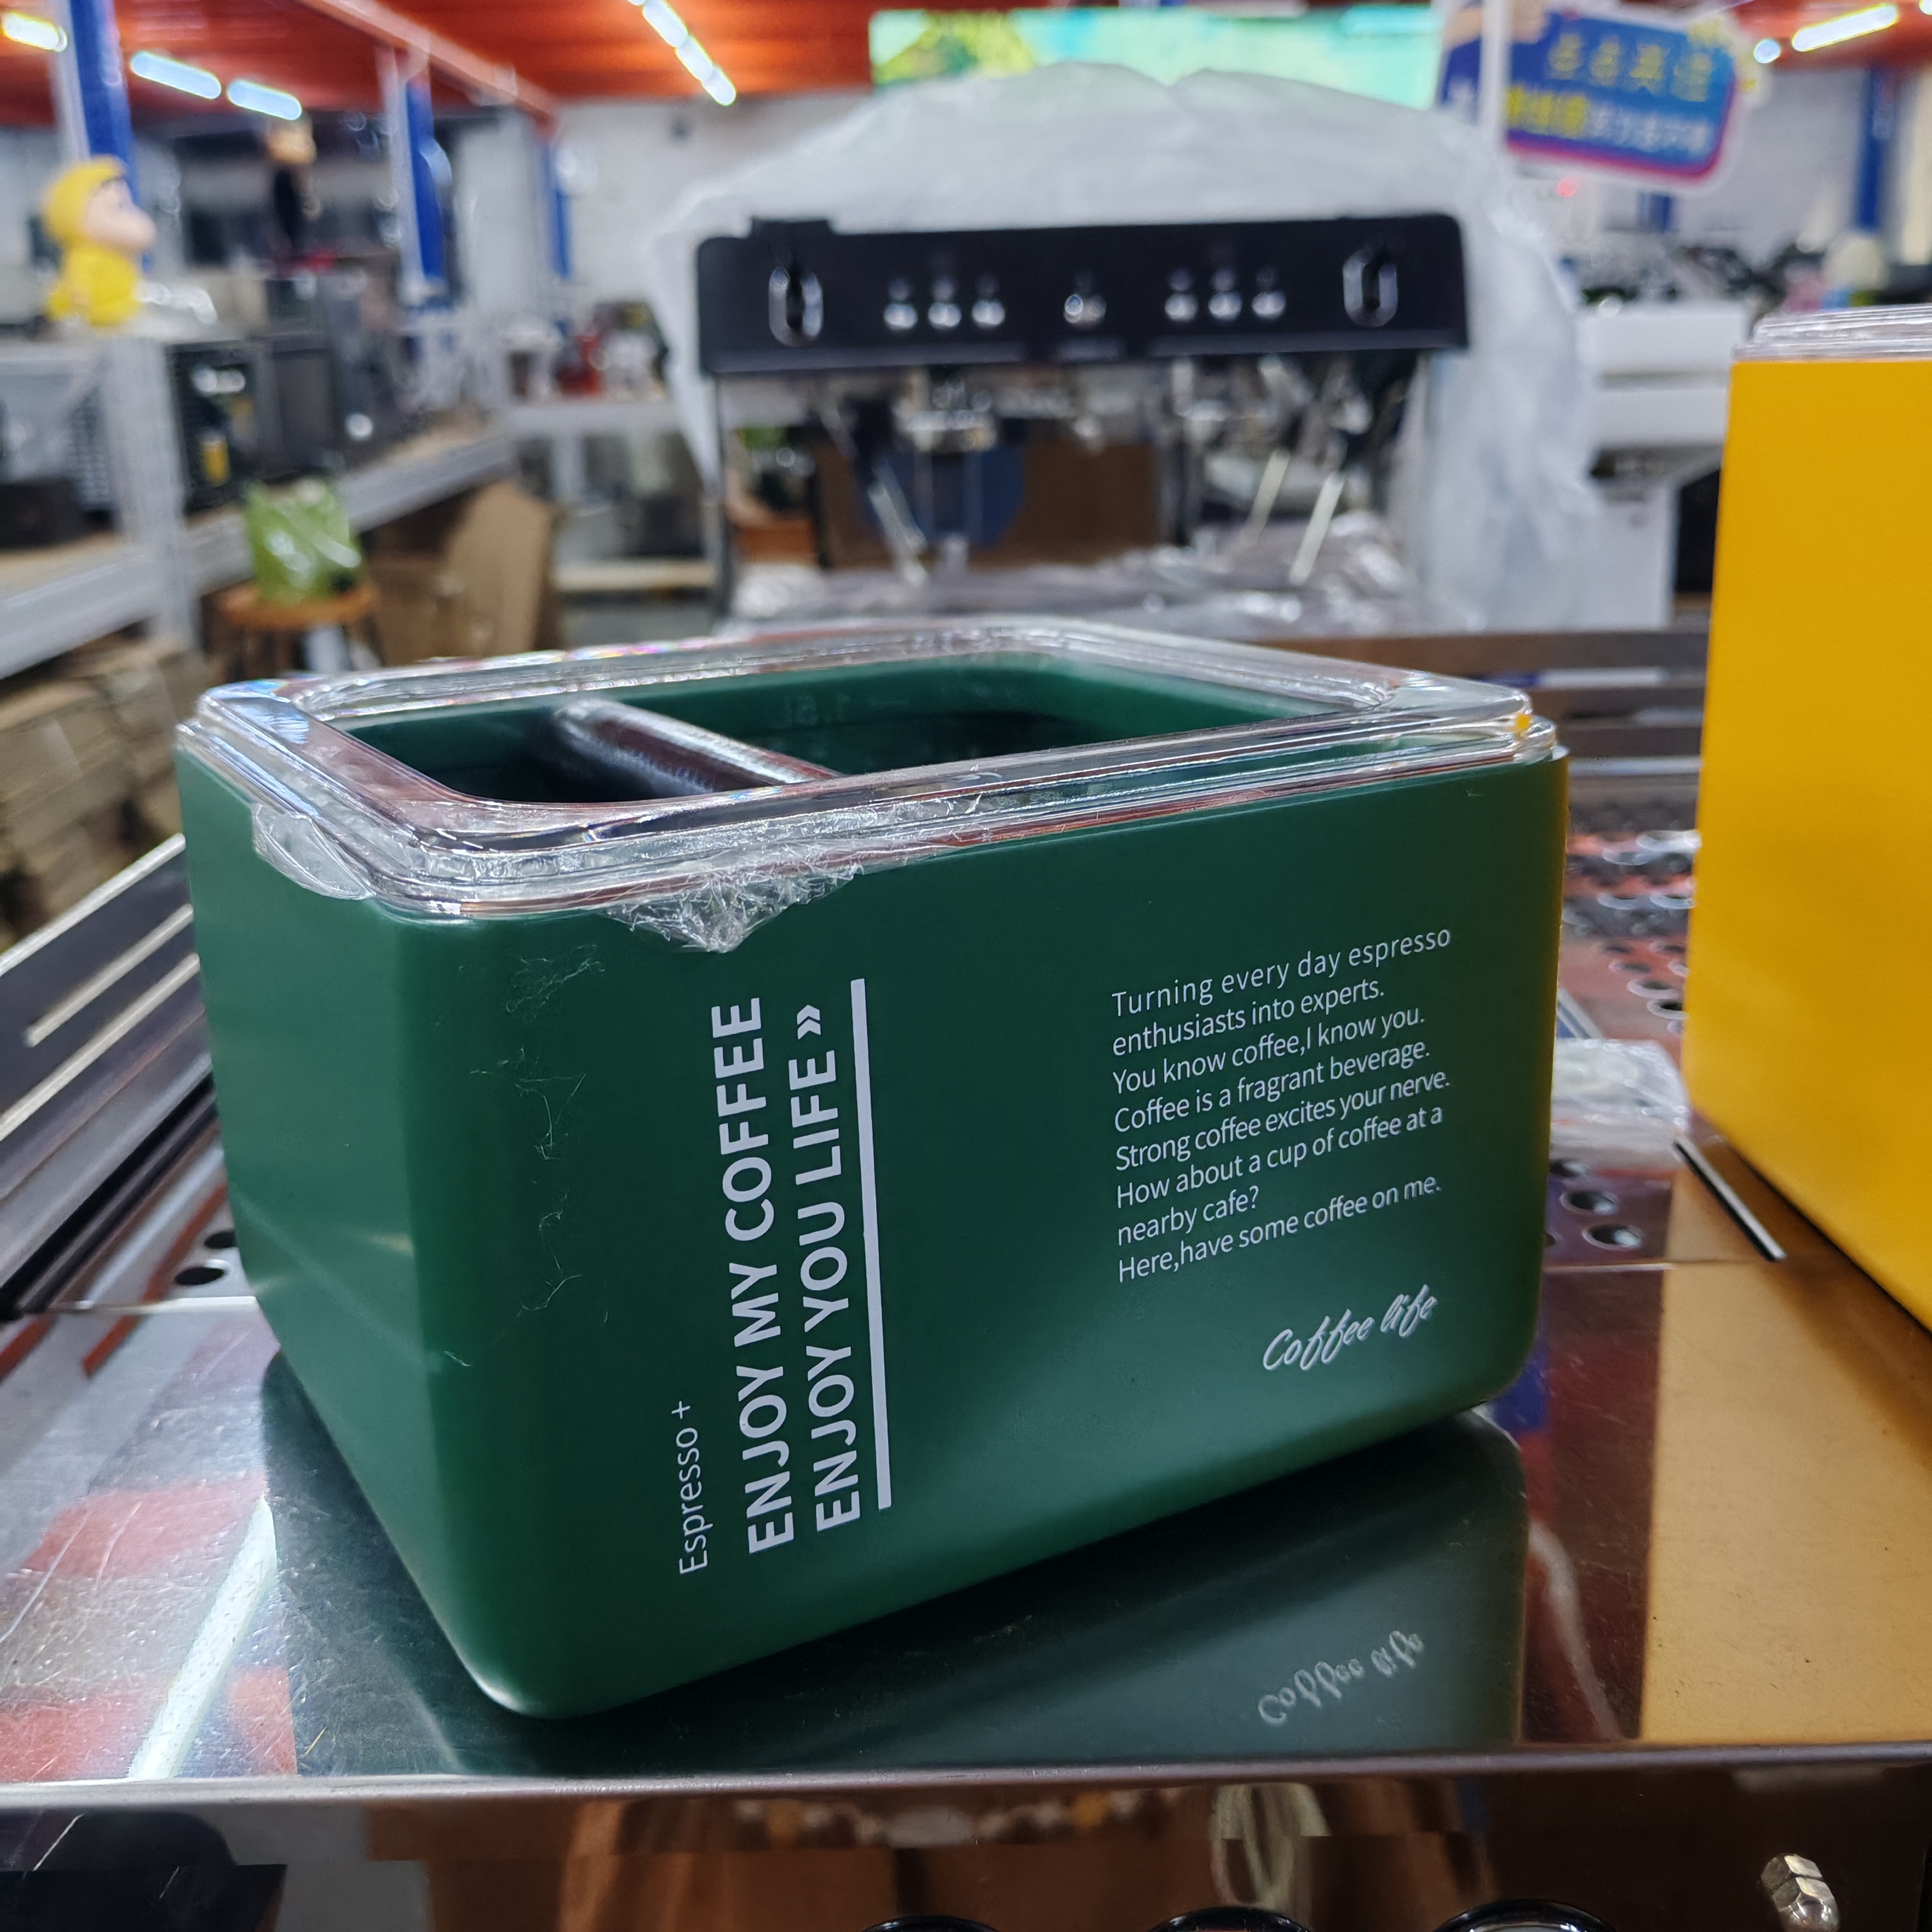 Espresso +
ENJOY MY COFFEE
ENJOY YOU LIFE »
Turning every day espresso
enthusiasts into experts.
You know coffee,I know you.
Coffee is a fragrant beverage.
Strong coffee excites your nerve.
How about a cup of coffee at a
nearby cafe?
Here,have some coffee on me.
Coffee life